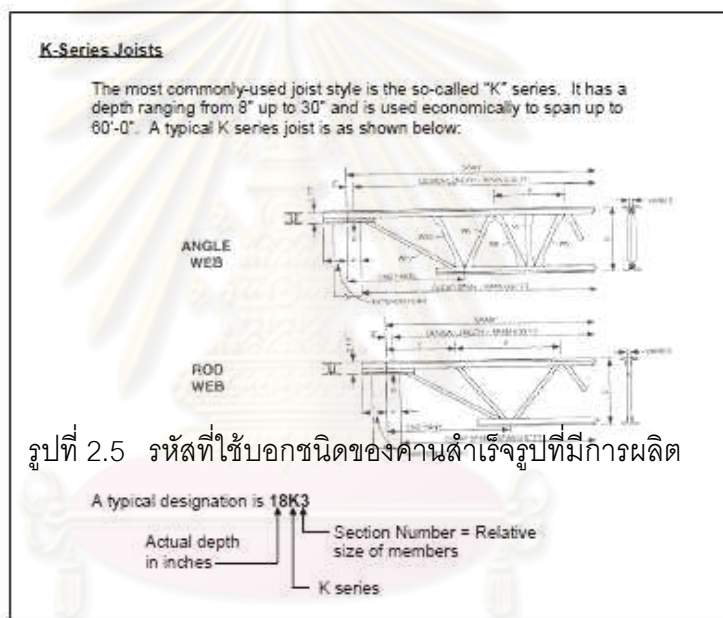 K-Series Joists
The most commonly-used joist style is the so-called "K" series. It has a
depth ranging from 8" up to 30" and is used economically to span up to
60'-0". A typical K series joist is as shown below:
SPAN
ANGLE
WEB
SPAN
ROD
WEB
รูปที่ 2.5 รหัสที่ใช้บอกชนิดของคานสำเร็จรูปที่มีการผลิต
A typical designation is 18K3
Actual depth
in inches
Section Number = Relative
size of members
K series